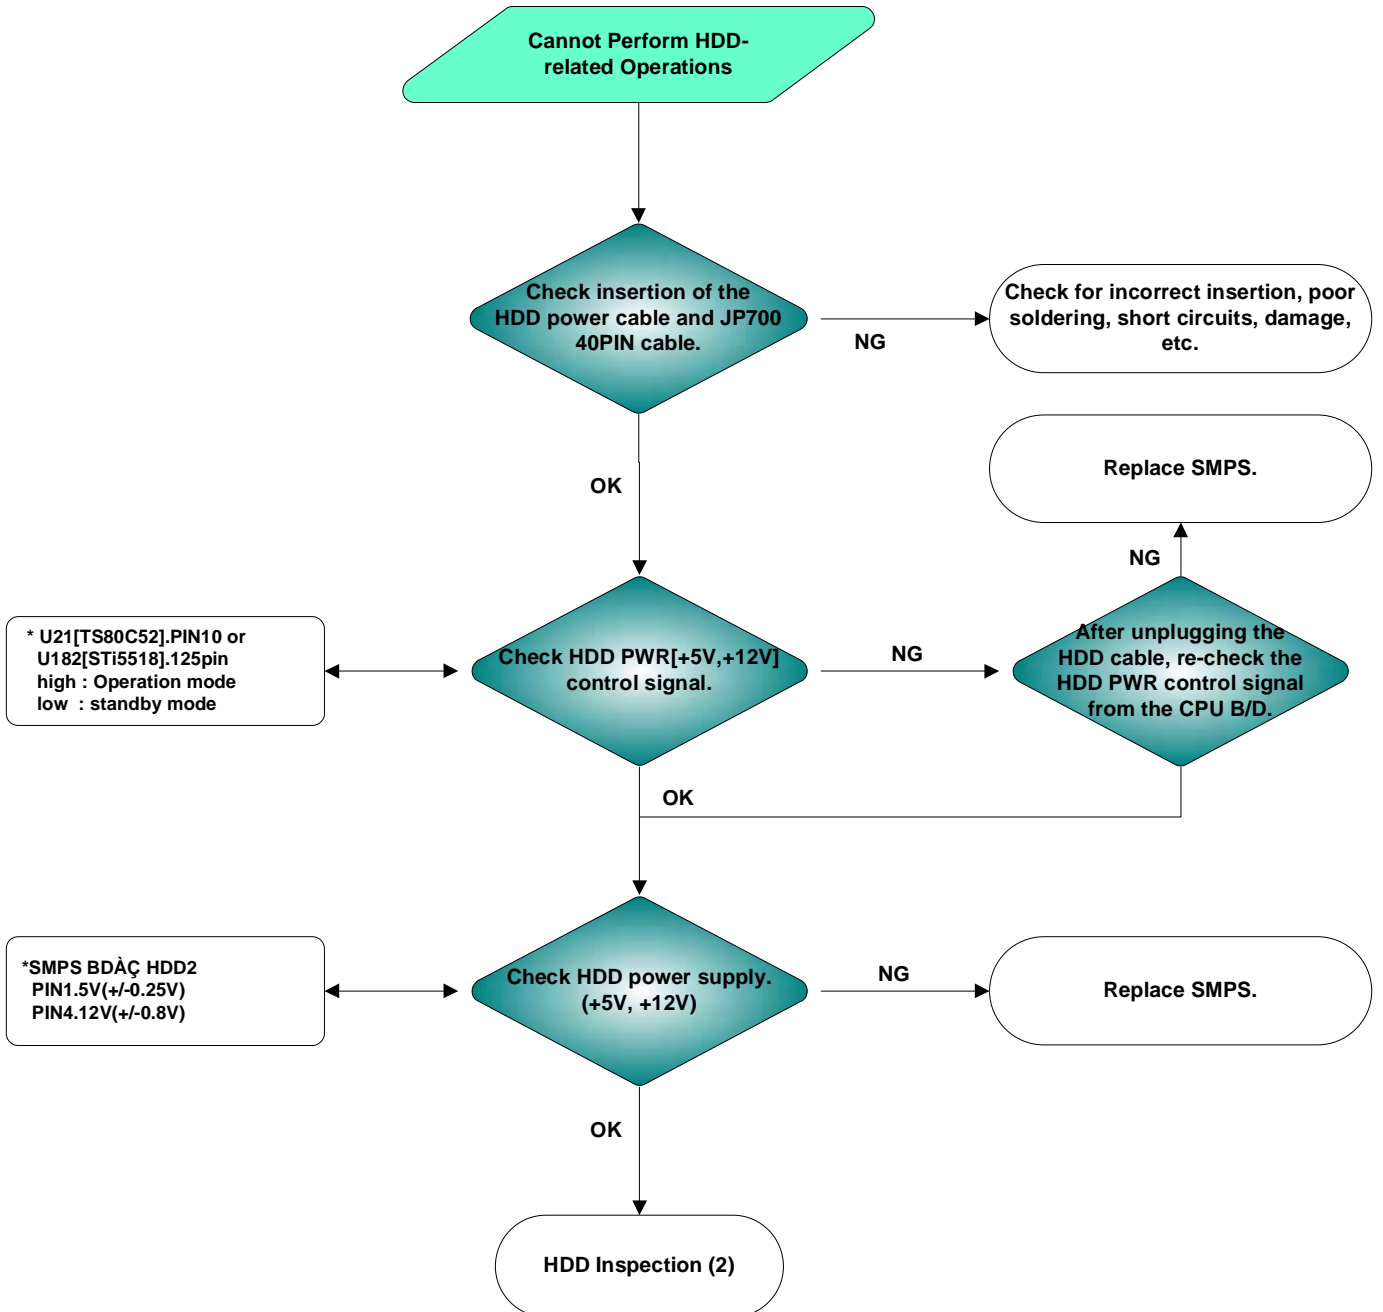 Cannot Perform HDD-
related Operations
Check insertion of the
HDD power cable and JP700
40PIN cable.
NG
Check for incorrect insertion, poor
soldering, short circuits, damage,
etc.
OK
Replace SMPS.
NG
* U21[TS80C52].PIN10 or
U182[STi5518].125pin
high : Operation mode
low : standby mode
Check HDD PWR[+5V,+12V]
control signal.
NG
After unplugging the
HDD cable, re-check the
HDD PWR control signal
from the CPU B/D.
OK
*SMPS BDÀÇ HDD2
PIN1.5V(+/-0.25V)
PIN4.12V(+/-0.8V)
Check HDD power supply.
(+5V, +12V)
NG
Replace SMPS.
OK
HDD Inspection (2)